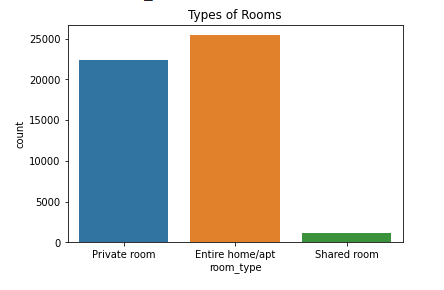 Types of Rooms
25000
20000
15000
10000
5000
0
count
Private room
Entire home/apt
Shared room
room_type